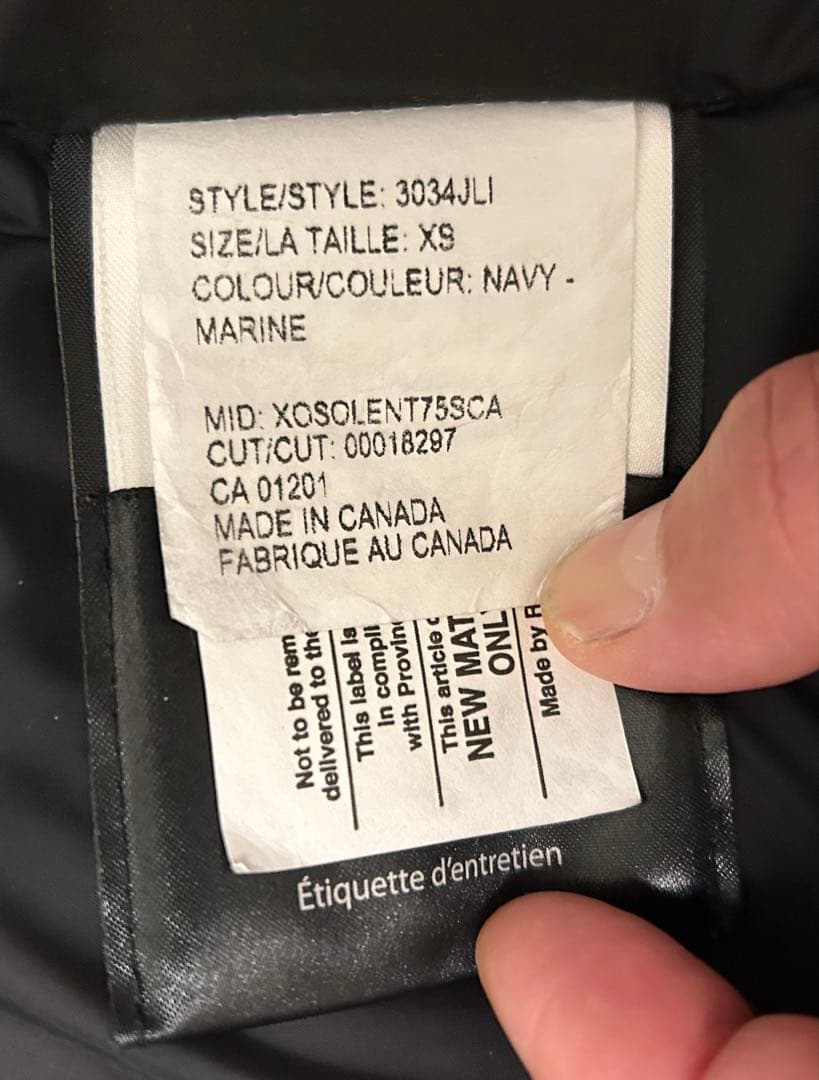 STYLE/STYLE: 3034JLI
SIZE/LA TAILLE: XS
COLOUR/COULEUR: NAVY -
MARINE
MID: XOSOLENT75SCA
CUT/CUT: 00018297
CA 01201
MADE IN CANADA
FABRIQUE AU CANADA
Not to be rem
delivered to the
This label is
in compli
with Provin
This article
NEW MAT
ONL
Made by R
Étiquette d'entretien